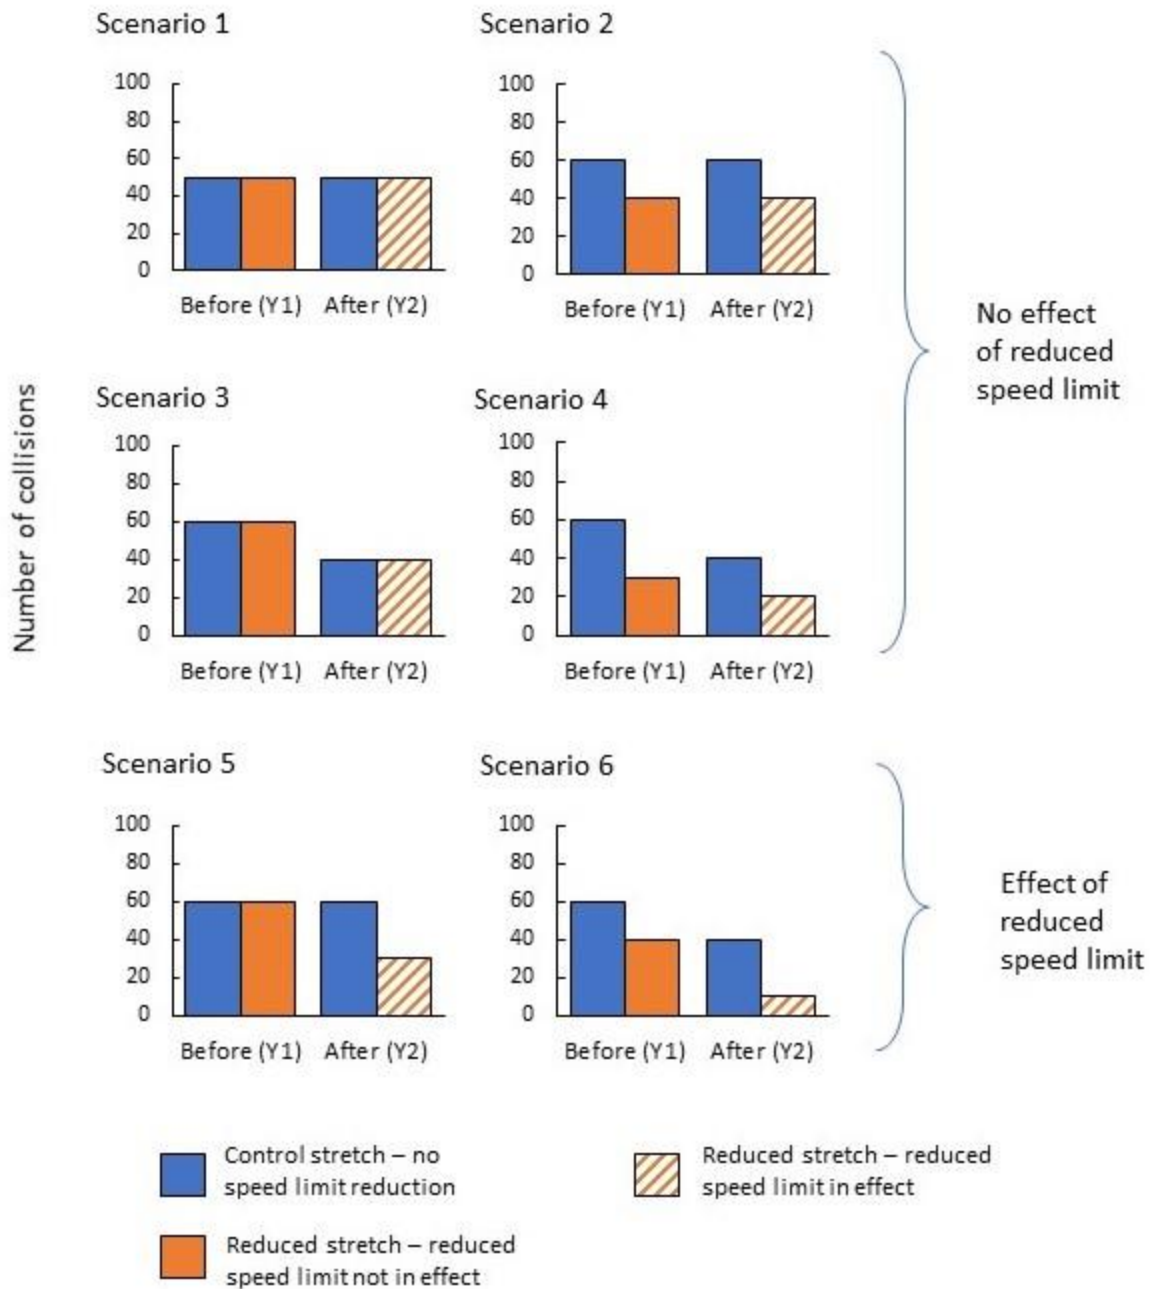 Scenario 1
100
80
60
40
20
0
Before (Y1) After (Y2)
Scenario 2
100
80
60
40
20
0
Before (Y1) After (Y2)
No effect
of reduced
speed limit
Number of collisions
Scenario 3
100
80
60
40
20
0
Before (Y1) After (Y2)
Scenario 4
100
80
60
40
20
0
Before (Y1) After (Y2)
Scenario 5
100
80
60
40
20
0
Before (Y1) After (Y2)
Scenario 6
100
80
60
40
20
0
Before (Y1) After (Y2)
Effect of
reduced
speed limit
Control stretch – no
speed limit reduction
Reduced stretch – reduced
speed limit in effect
Reduced stretch – reduced
speed limit not in effect